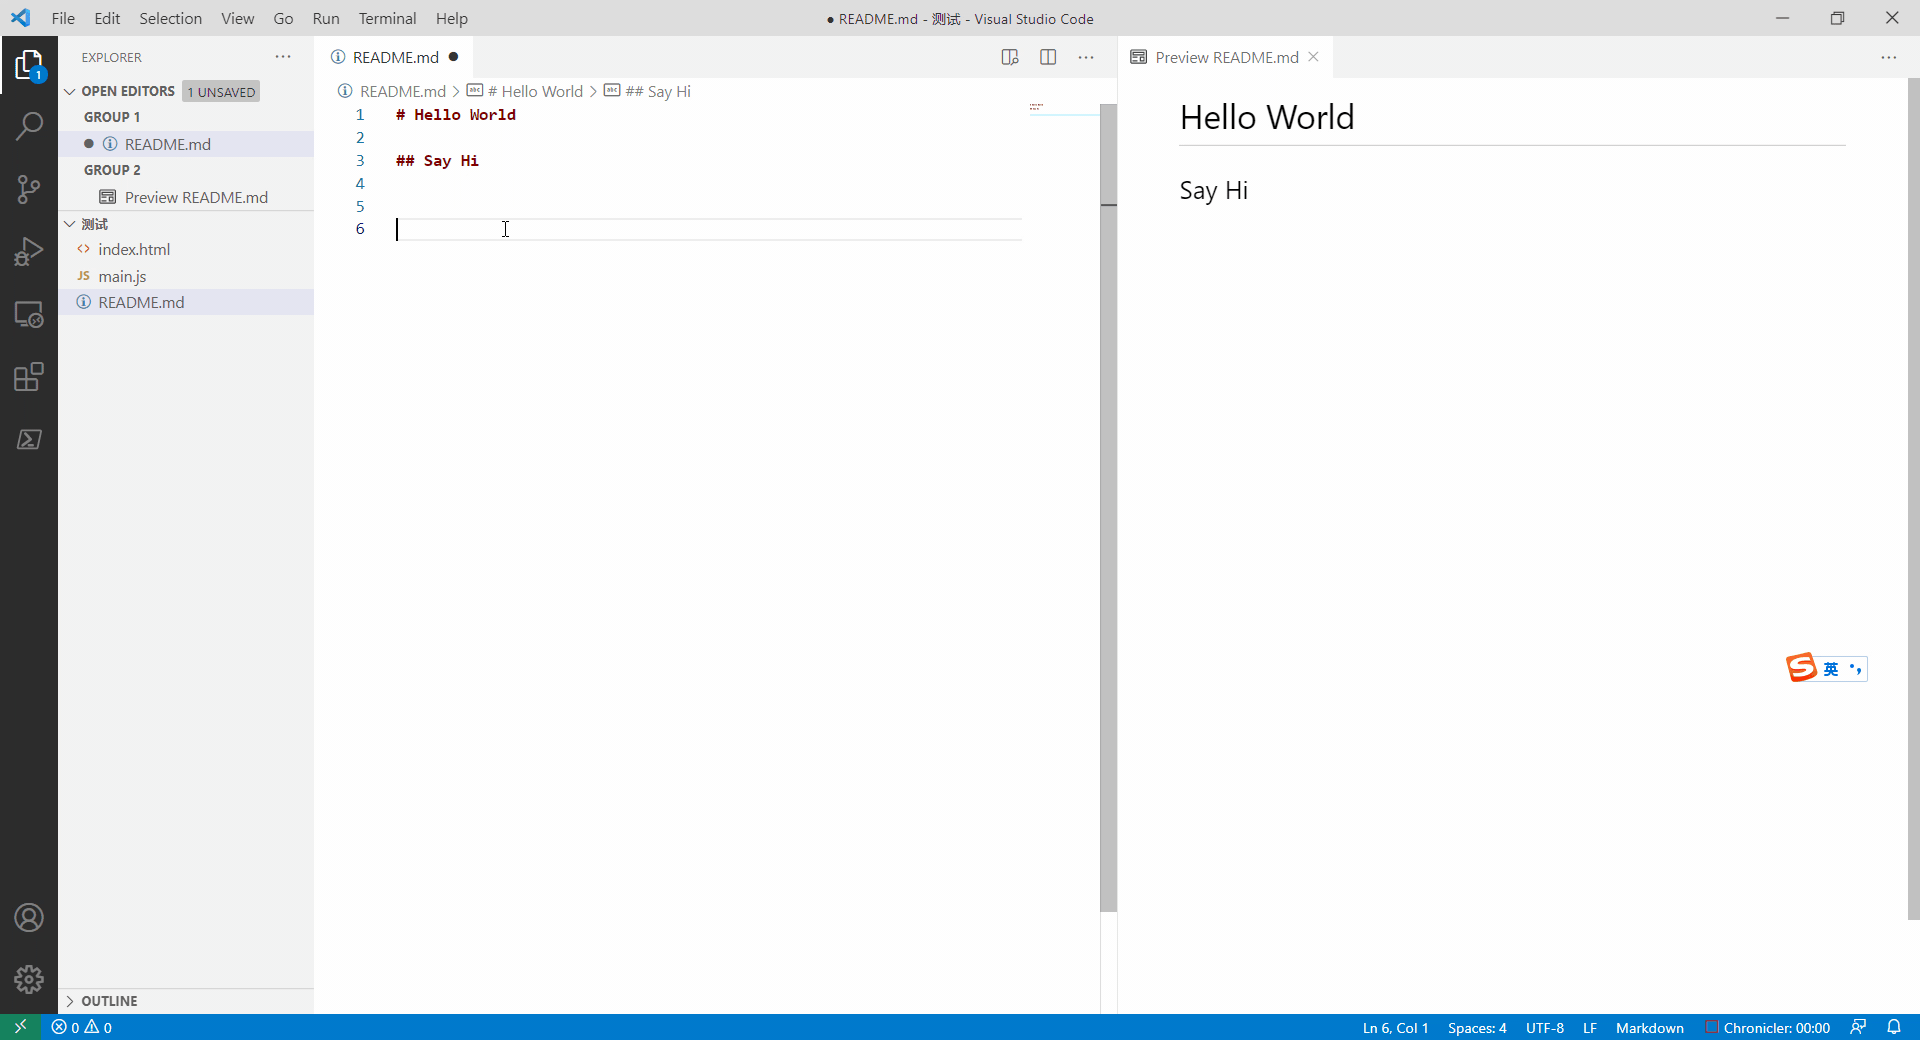 File Edit Selection View Go Run Terminal Help
● README.md - 测试 - Visual Studio Code
EXPLORER
OPEN EDITORS 1 UNSAVED
GROUP 1
README.md
GROUP 2
Preview README.md
测试
index.html
JS main.js
README.md
OUTLINE
README.md
README.md > # Hello World > ## Say Hi
1 # Hello World
2
3 ## Say Hi
4
5
6
Preview README.md
Hello World
Say Hi
英
1
0 0
Ln 6, Col 1 Spaces: 4 UTF-8 LF Markdown Chronicler: 00:00